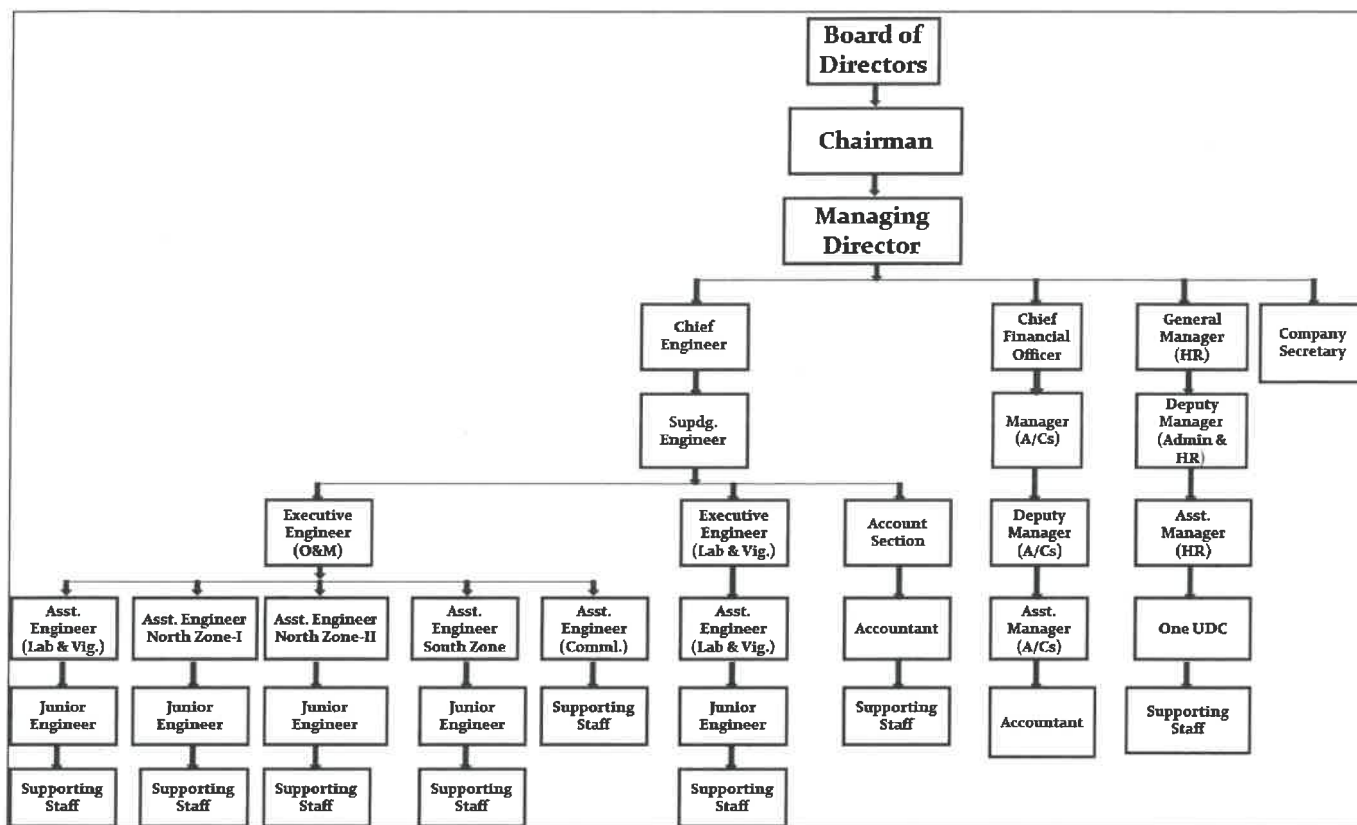 Board of
Directors
Chairman
Managing
Director
Chief
Engineer
Chief
Financial
Officer
General
Manager
(HR)
Company
Secretary
Supdg.
Engineer
Manager
(A/Cs)
Deputy
Manager
(Admin &
HR)
Executive
Engineer
(O&M)
Executive
Engineer
(Lab & Vig.)
Account
Section
Deputy
Manager
(A/Cs)
Asst.
Manager
(HR)
Asst.
Engineer
(Lab & Vig.)
Asst. Engineer
North Zone-I
Asst. Engineer
North Zone-II
Asst.
Engineer
South Zone
Asst.
Engineer
(Comml.)
Asst.
Engineer
(Lab & Vig.)
Accountant
Asst.
Manager
(A/Cs)
One UDC
Junior
Engineer
Junior
Engineer
Junior
Engineer
Junior
Engineer
Supporting
Staff
Junior
Engineer
Supporting
Staff
Accountant
Supporting
Staff
Supporting
Staff
Supporting
Staff
Supporting
Staff
Supporting
Staff
Supporting
Staff